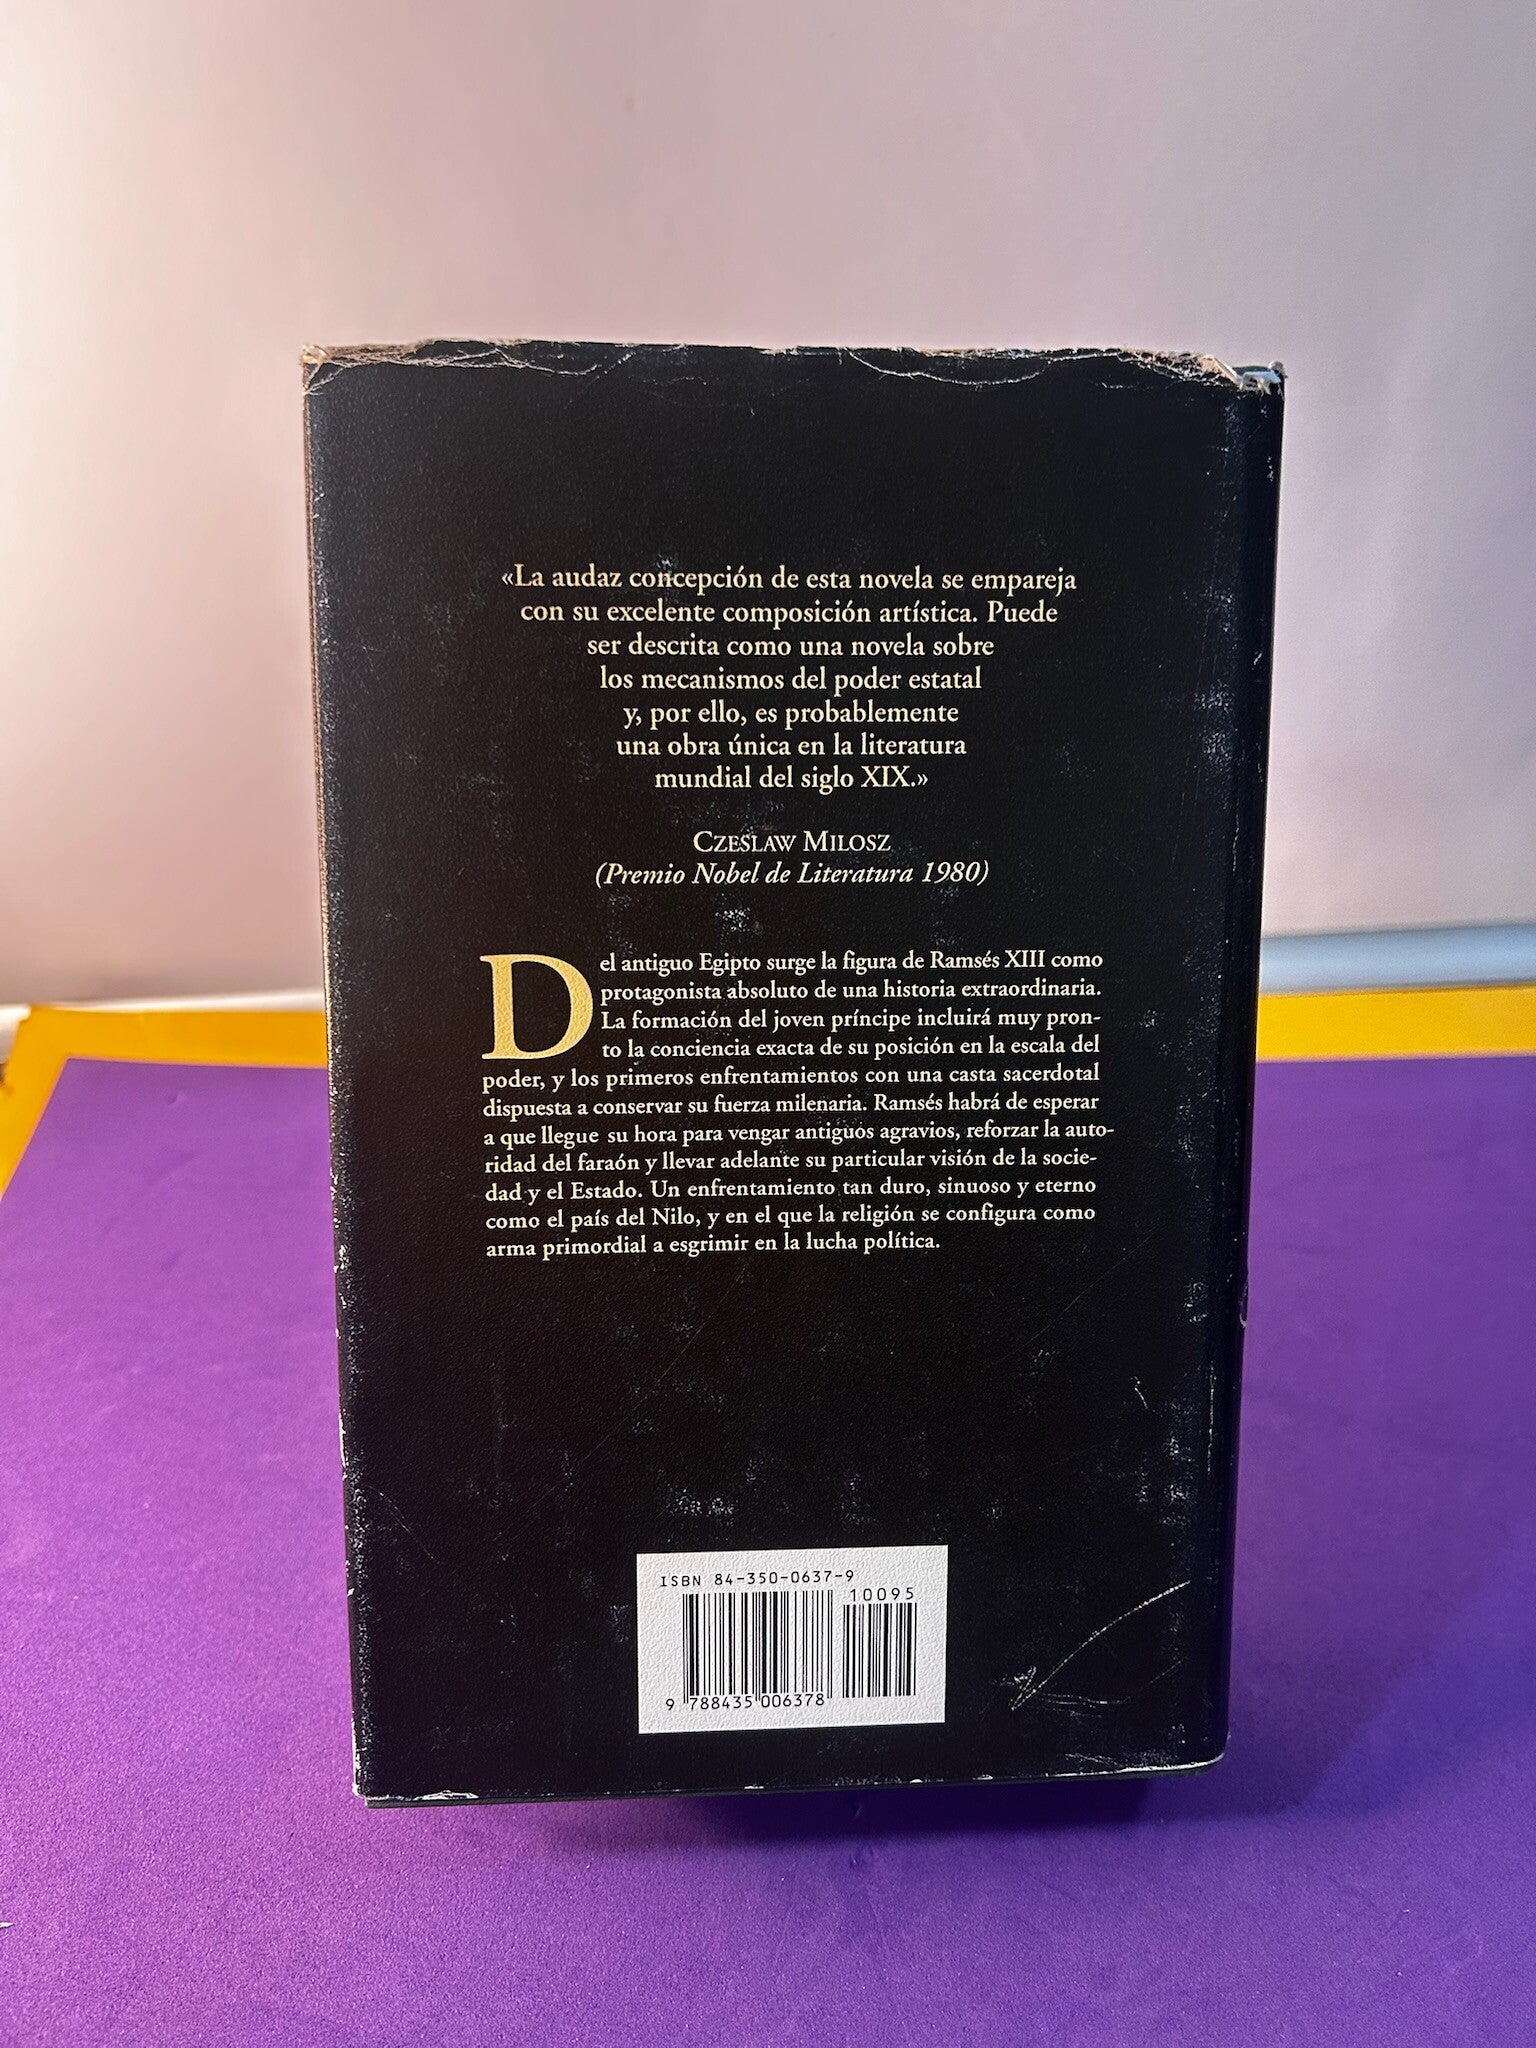 «La audaz concepción de esta novela se empareja
con su excelente composición artística. Puede
ser descrita como una novela sobre
los mecanismos del poder estatal
y, por ello, es probablemente
una obra única en la literatura
mundial del siglo XIX.»
CZESLAW MILOSZ
(Premio Nobel de Literatura 1980)
Del antiguo Egipto surge la figura de Ramsés XIII como
protagonista absoluto de una historia extraordinaria.
La formación del joven príncipe incluirá muy pron-
to la conciencia exacta de su posición en la escala del
poder, y los primeros enfrentamientos con una casta sacerdotal
dispuesta a conservar su fuerza milenaria. Ramsés habrá de esperar
a que llegue su hora para vengar antiguos agravios, reforzar la auto-
ridad del faraón y llevar adelante su particular visión de la socie-
dad y el Estado. Un enfrentamiento tan duro, sinuoso y eterno
como el país del Nilo, y en el que la religión se configura como
arma primordial a esgrimir en la lucha política.
ISBN 84-350-0637-9
10095
9 788435 006378